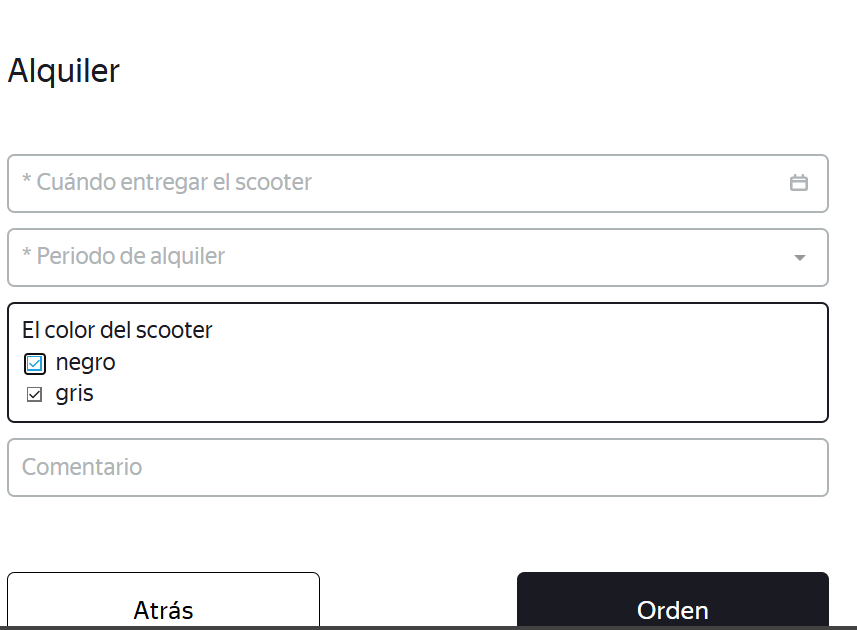 Alquiler
* Cuándo entregar el scooter
* Periodo de alquiler
El color del scooter
negro
gris
Comentario
Atrás
Orden